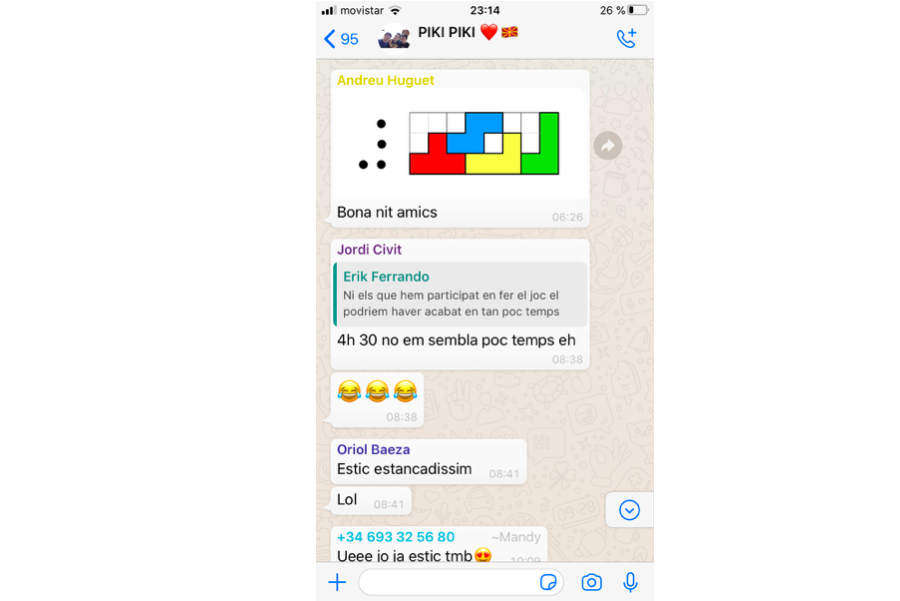 movistar 23:14 26 %
95 PIKI PIKI ❤️🇲🇰
Andreu Huguet
Bona nit amics
06:26
Jordi Civit
Erik Ferrando
Ni els que hem participat en fer el joc el
podriem haver acabat en tan poc temps
4h 30 no em sembla poc temps eh
08:38
😂😂😂
08:38
Oriol Baeza
Estic estancadissim 08:41
Lol 08:41
+34 693 32 56 80 ~Mandy
Ueee jo ja estic tmb😍 10:09